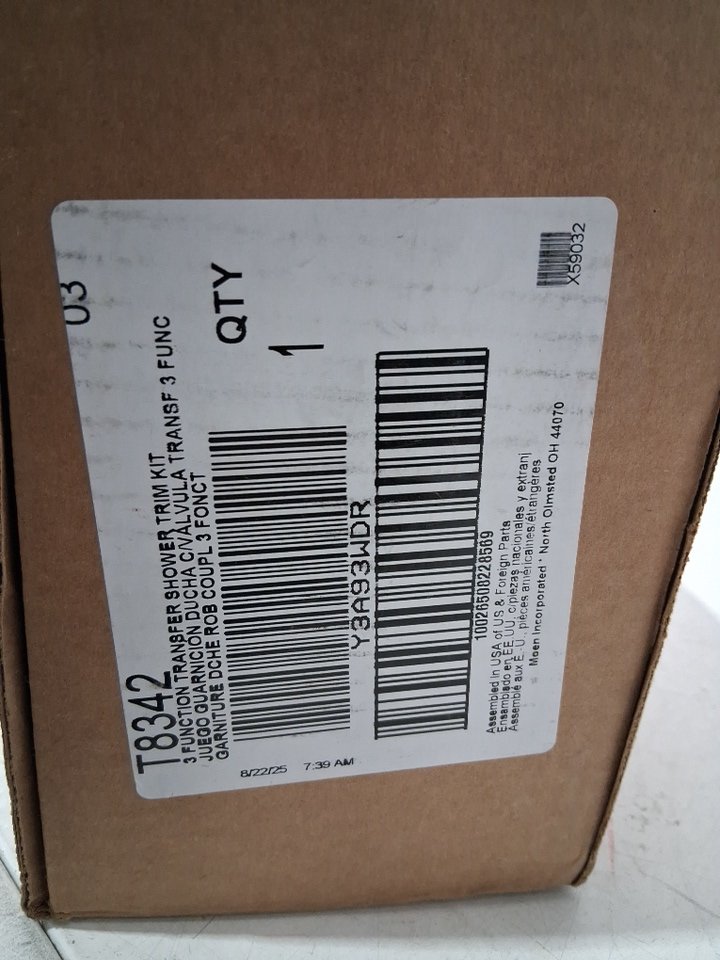 03
T8342
3 FUNCTION TRANSFER SHOWER TRIM KIT
JUEGO GUARNICIÓN DUCHA C/VÁLVULA TRANSF 3 FUNC
GARNITURE DCHE ROB COUPL 3 FONCT
QTY
1
8/22/25 7:39 AM
Y3A93WDR
10026508228569
Assembled in USA of US & Foreign Parts
Ensamblado en EE.UU. c/piezas nacionales y extranj
Assemblé aux É.-U., pièces américaines/étrangères
Moen Incorporated * North Olmsted OH 44070
X59032